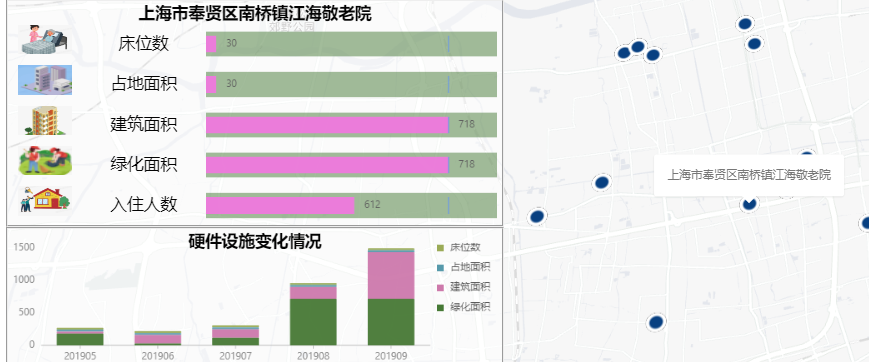 上海市奉贤区南桥镇江海敬老院
郊野公园
床位数 30
占地面积 30
建筑面积 718
绿化面积 718
入住人数 612
上海市奉贤区南桥镇江海敬老院
硬件设施变化情况
1500
1000
500
0
201905 201906 201907 201908 201909
床位数
占地面积
建筑面积
绿化面积